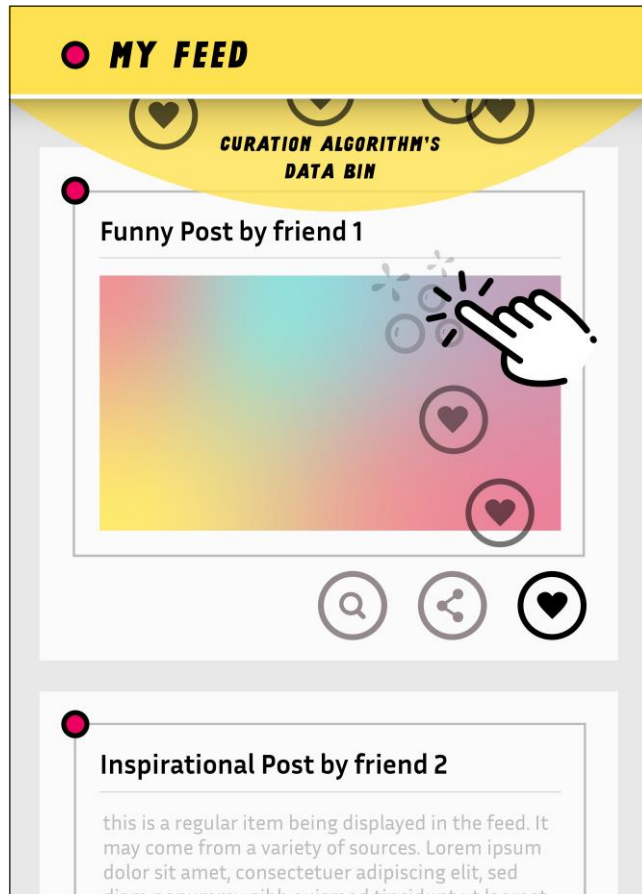 MY FEED
CURATION ALGORITHM'S
DATA BIN
Funny Post by friend 1
Inspirational Post by friend 2
this is a regular item being displayed in the feed. It
may come from a variety of sources. Lorem ipsum
dolor sit amet, consectetuer adipiscing elit, sed